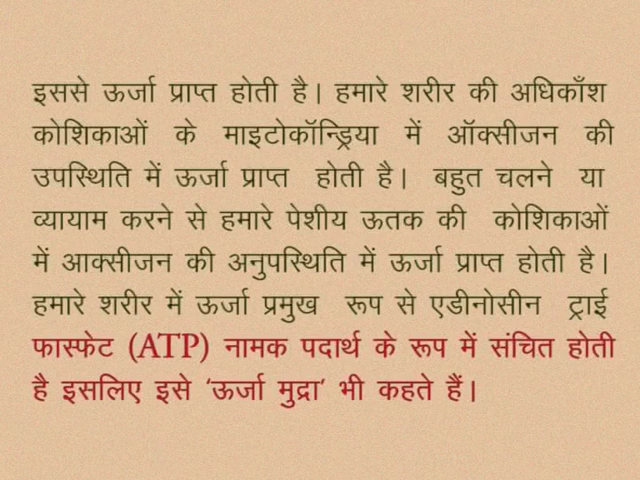 इससे ऊर्जा प्राप्त होती है। हमारे शरीर की अधिकाँश
कोशिकाओं के माइटोकॉन्ड्रिया में ऑक्सीजन की
उपस्थिति में ऊर्जा प्राप्त होती है। बहुत चलने या
व्यायाम करने से हमारे पेशीय ऊतक की कोशिकाओं
में आक्सीजन की अनुपस्थिति में ऊर्जा प्राप्त होती है।
हमारे शरीर में ऊर्जा प्रमुख रूप से एडीनोसीन ट्राई
फास्फेट (ATP) नामक पदार्थ के रूप में संचित होती
है इसलिए इसे ‘ऊर्जा मुद्रा’ भी कहते हैं।